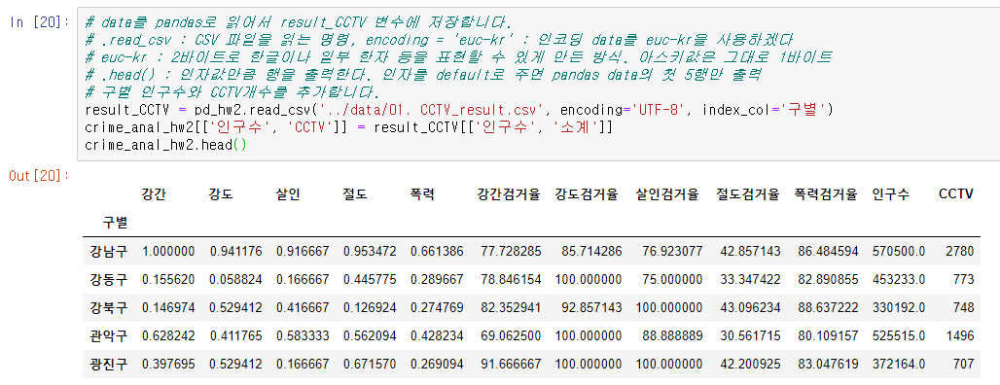 In [20]: # data를 pandas로 읽어서 result_CCTV 변수에 저장합니다.
# .read_csv : CSV 파일을 읽는 명령, encoding = 'euc-kr' : 인코딩 data를 euc-kr을 사용하겠다
# euc-kr : 2바이트로 한글이나 일부 한자 등을 표현할 수 있게 만든 방식. 아스키값은 그대로 1바이트
# .head() : 인자값만큼 행을 출력한다. 인자를 default로 주면 pandas data의 첫 5행만 출력
# 구별 인구수와 CCTV개수를 추가합니다.
result_CCTV = pd_hw2.read_csv('../data/01. CCTV_result.csv', encoding='UTF-8', index_col='구별')
crime_anal_hw2[['인구수', 'CCTV']] = result_CCTV[['인구수', '소계']]
crime_anal_hw2.head()
Out[20]:
강간 강도 살인 절도 폭력 강간검거율 강도검거율 살인검거율 절도검거율 폭력검거율 인구수 CCTV
구별
강남구 1.000000 0.941176 0.916667 0.953472 0.661386 77.728285 85.714286 76.923077 42.857143 86.484594 570500.0 2780
강동구 0.155620 0.058824 0.166667 0.445775 0.289667 78.846154 100.000000 75.000000 33.347422 82.890855 453233.0 773
강북구 0.146974 0.529412 0.416667 0.126924 0.274769 82.352941 92.857143 100.000000 43.096234 88.637222 330192.0 748
관악구 0.628242 0.411765 0.583333 0.562094 0.428234 69.062500 100.000000 88.888889 30.561715 80.109157 525515.0 1496
광진구 0.397695 0.529412 0.166667 0.671570 0.269094 91.666667 100.000000 100.000000 42.200925 83.047619 372164.0 707